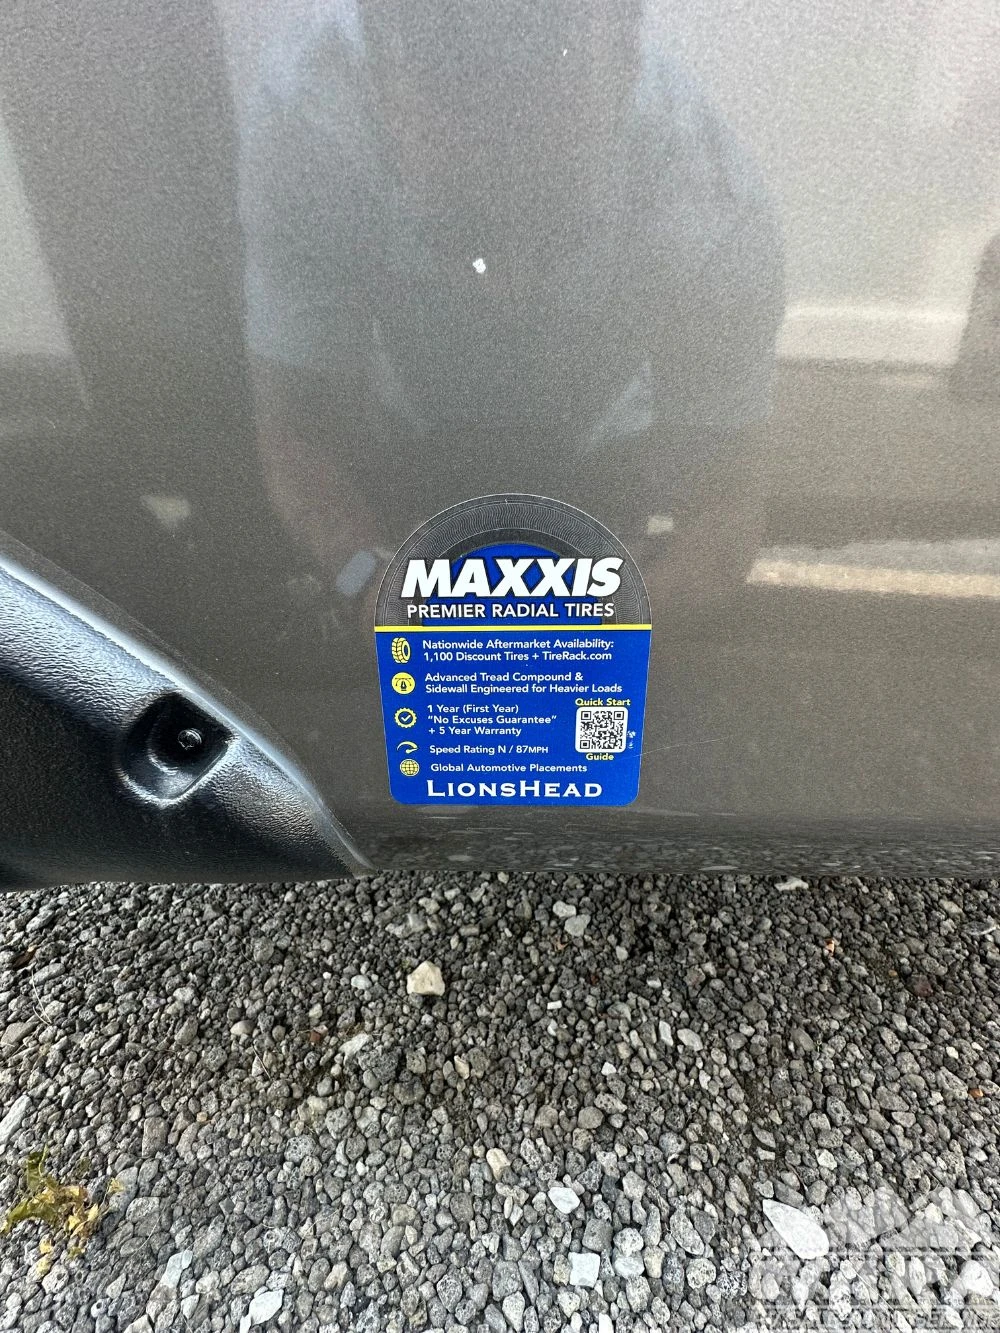 MAXXIS
PREMIER RADIAL TIRES
Nationwide Aftermarket Availability:
1,100 Discount Tires + TireRack.com
Advanced Tread Compound &
Sidewall Engineered for Heavier Loads
1 Year (First Year)
"No Excuses Guarantee"
+ 5 Year Warranty
Quick Start
Guide
Speed Rating N / 87MPH
Global Automotive Placements
LIONSHEAD